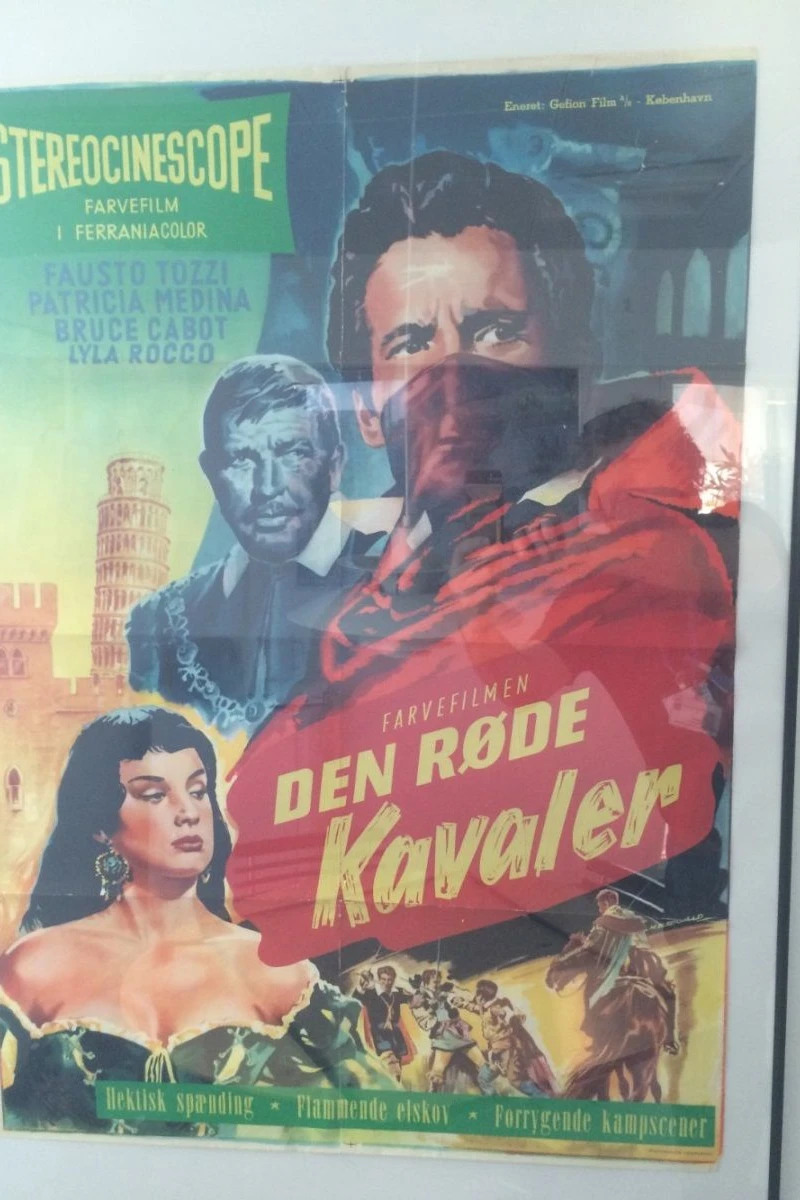 Eneret: Gefion Film A/S - København
STEREOCINESCOPE
FARVEFILM
I FERRANIACOLOR
FAUSTO TOZZI
PATRICIA MEDINA
BRUCE CABOT
LYLA ROCCO
FARVEFILMEN
DEN RØDE
Kavaler
Hektisk spænding ★ Flammende elskov ★ Forrygende kampscener